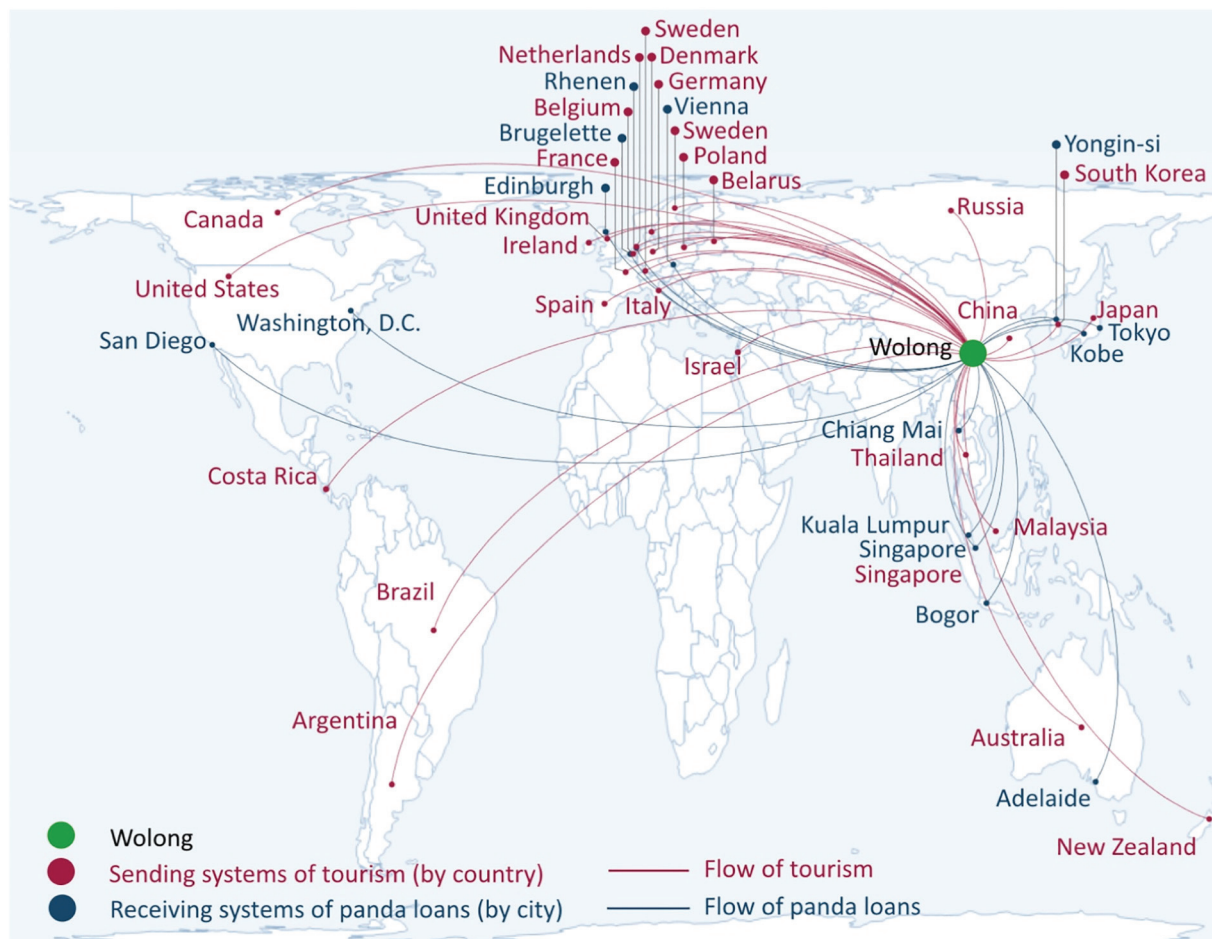 Sweden
Netherlands
Denmark
Rhenen
Germany
Belgium
Vienna
Brugelette
Sweden
France
Poland
Edinburgh
Belarus
Yongin-si
South Korea
Canada
United Kingdom
Russia
Ireland
United States
Spain
Italy
China
Japan
Washington, D.C.
Tokyo
San Diego
Wolong
Kobe
Israel
Chiang Mai
Thailand
Costa Rica
Kuala Lumpur
Malaysia
Singapore
Singapore
Brazil
Bogor
Argentina
Australia
Adelaide
New Zealand
Wolong
Sending systems of tourism (by country)
Flow of tourism
Receiving systems of panda loans (by city)
Flow of panda loans